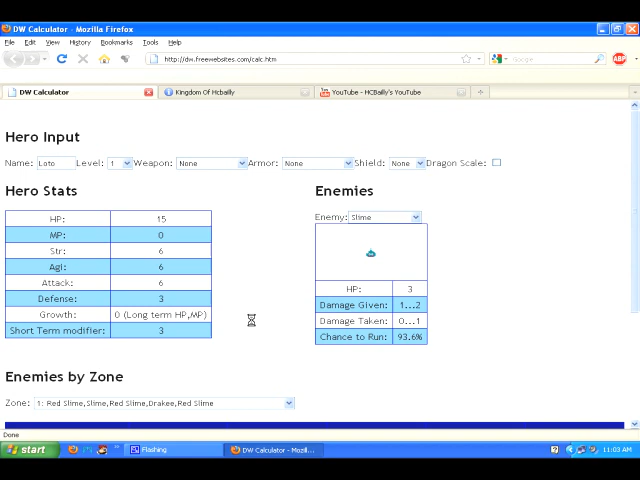 DW Calculator - Mozilla Firefox
File Edit View History Bookmarks Tools Help
http://dw.freewebsites.com/calc.htm
Google
ABP
DW Calculator
Kingdom Of Mcbailly
YouTube - MCBailly's YouTube
Hero Input
Name: Loto Level: 1 Weapon: None Armor: None Shield: None Dragon Scale:
Hero Stats
HP: 15
MP: 0
Str: 6
Agi: 6
Attack: 6
Defense: 3
Growth: 0 (Long term HP,MP)
Short Term modifier: 3
Enemies
Enemy: Slime
HP: 3
Damage Given: 1...2
Damage Taken: 0...1
Chance to Run: 93.6%
Enemies by Zone
Zone: 1: Red Slime,Slime,Red Slime,Drakee,Red Slime
Done
start
Flashing
DW Calculator - Mozill...
11:03 AM